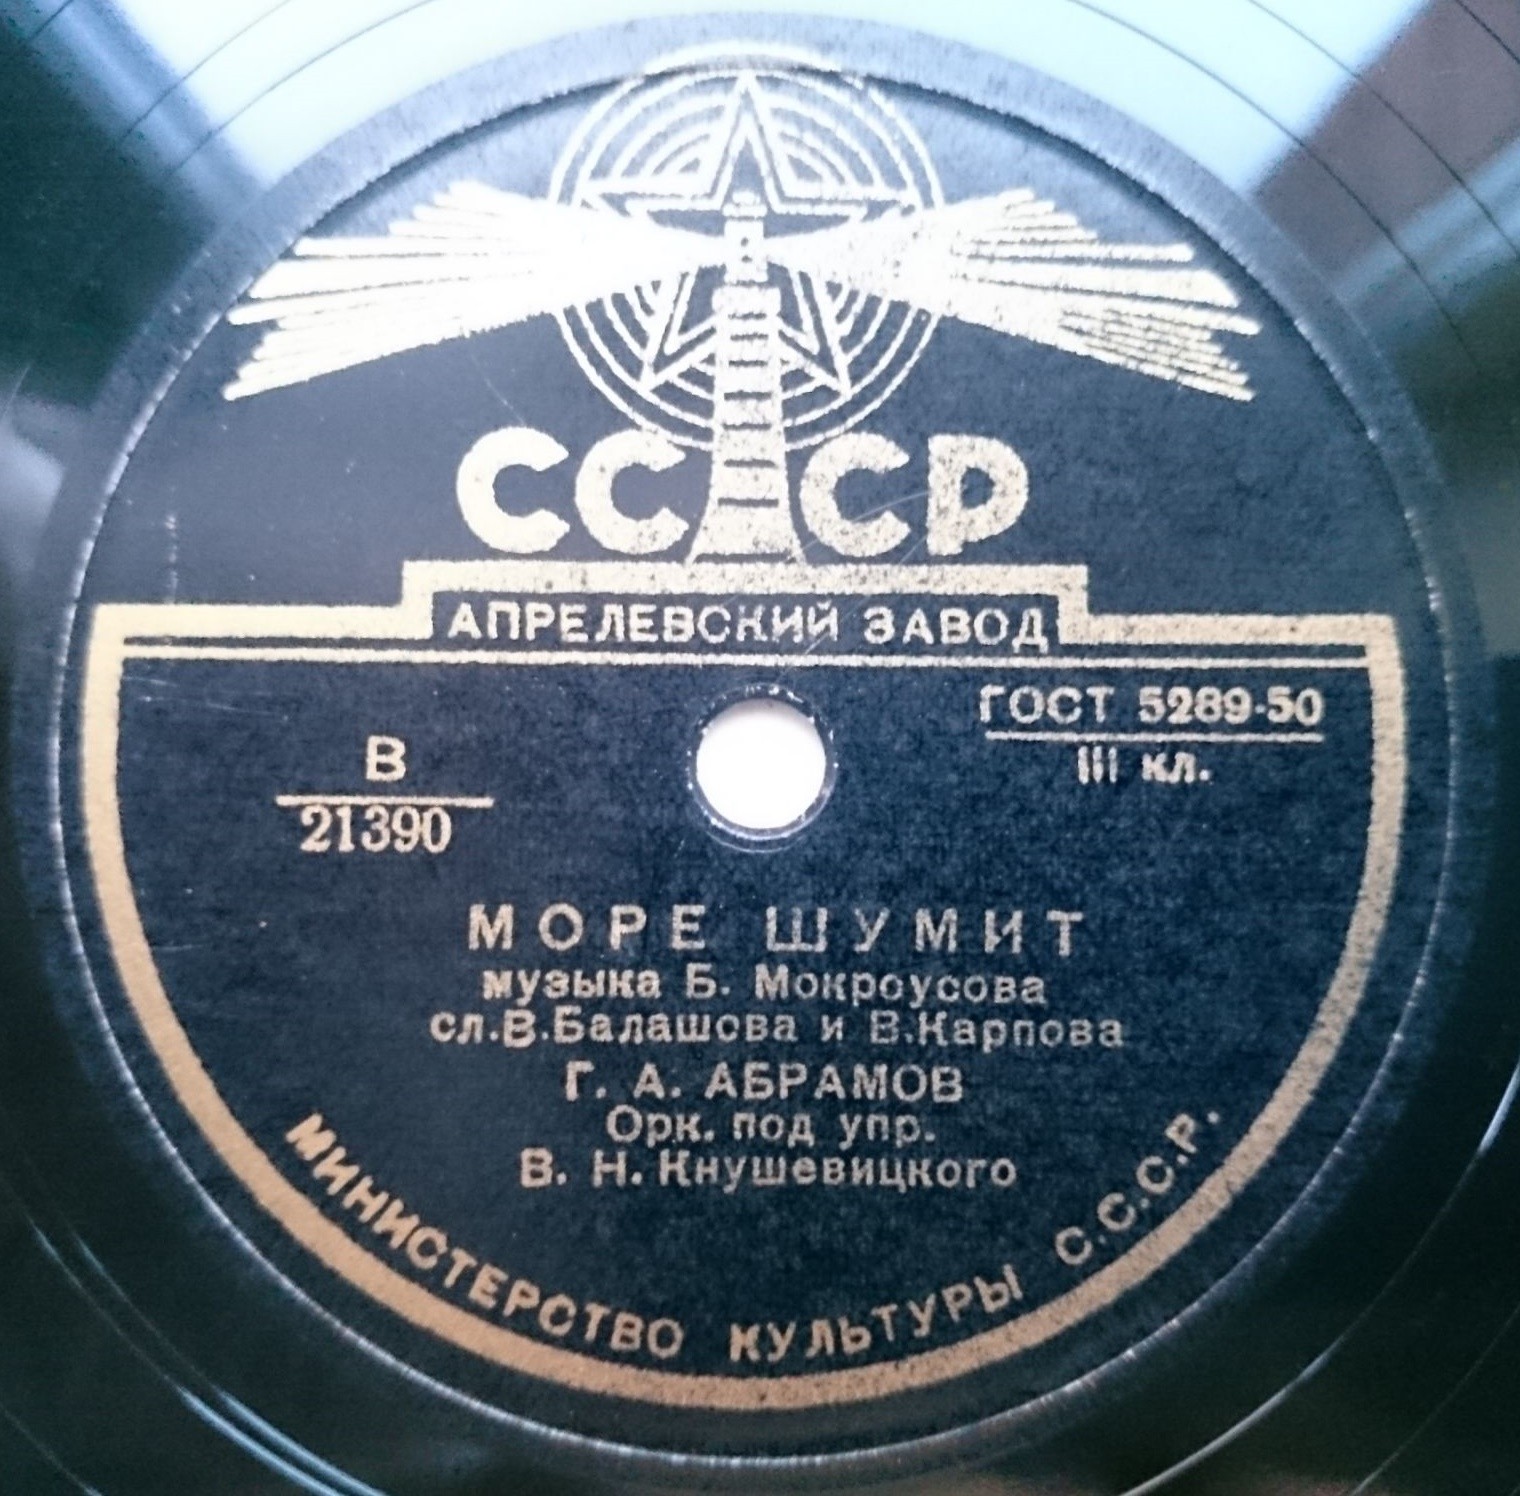 СССР
АПРЕЛЕВСКИЙ ЗАВОД
ГОСТ 5289-50
III кл.
В
21390
МОРЕ ШУМИТ
музыка Б. Мокроусова
сл. В. Балашова и В. Карпова
Г. А. АБРАМОВ
Орк. под упр.
В. Н. Кнушевицкого
МИНИСТЕРСТВО КУЛЬТУРЫ С.С.С.Р.